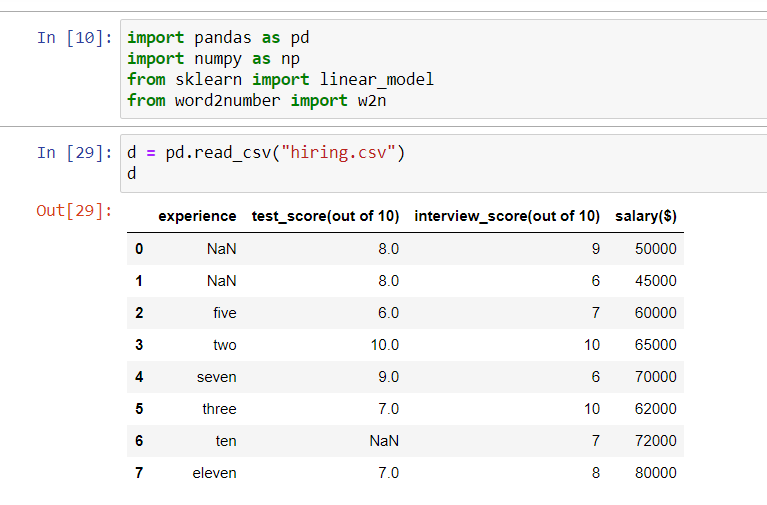 In [10]: import pandas as pd
import numpy as np
from sklearn import linear_model
from word2number import w2n
In [29]: d = pd.read_csv("hiring.csv")
d
Out[29]:
experience test_score(out of 10) interview_score(out of 10) salary($)
0 NaN 8.0 9 50000
1 NaN 8.0 6 45000
2 five 6.0 7 60000
3 two 10.0 10 65000
4 seven 9.0 6 70000
5 three 7.0 10 62000
6 ten NaN 7 72000
7 eleven 7.0 8 80000